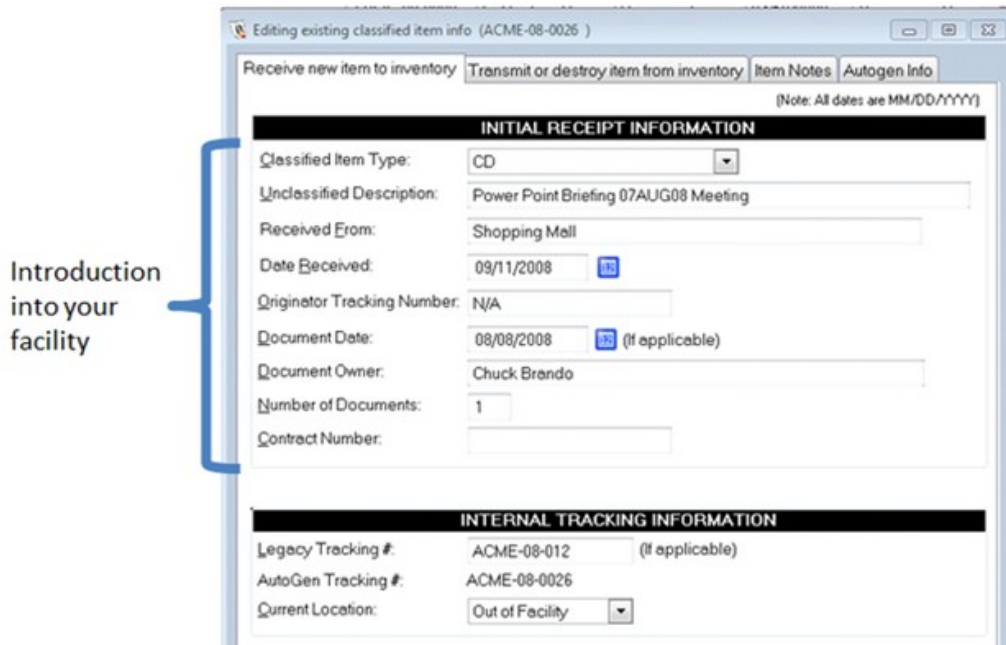 Editing existing classified item info (ACME-08-0026 )
Receive new item to inventory Transmit or destroy item from inventory Item Notes Autogen Info
(Note: All dates are MM/DD/YYYY)
INITIAL RECEIPT INFORMATION
Classified Item Type: CD
Unclassified Description: Power Point Briefing 07AUG08 Meeting
Received From: Shopping Mall
Date Received: 09/11/2008
Originator Tracking Number: N/A
Document Date: 08/08/2008 (If applicable)
Document Owner: Chuck Brando
Number of Documents: 1
Contract Number:
Introduction
into your
facility
INTERNAL TRACKING INFORMATION
Legacy Tracking #: ACME-08-012 (If applicable)
AutoGen Tracking #: ACME-08-0026
Current Location: Out of Facility